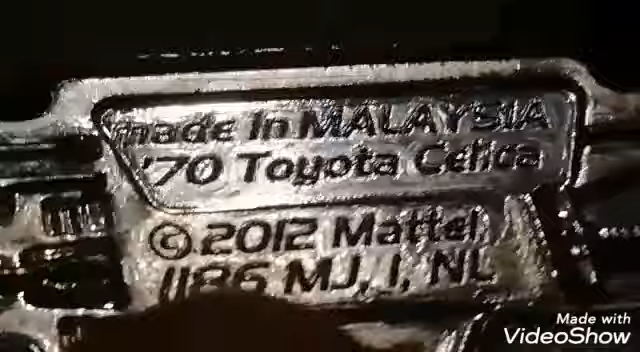 made in MALAYSIA
'70 Toyota Celica
©2012 Mattel
1186 MJ, 1, NL
Made with
VideoShow